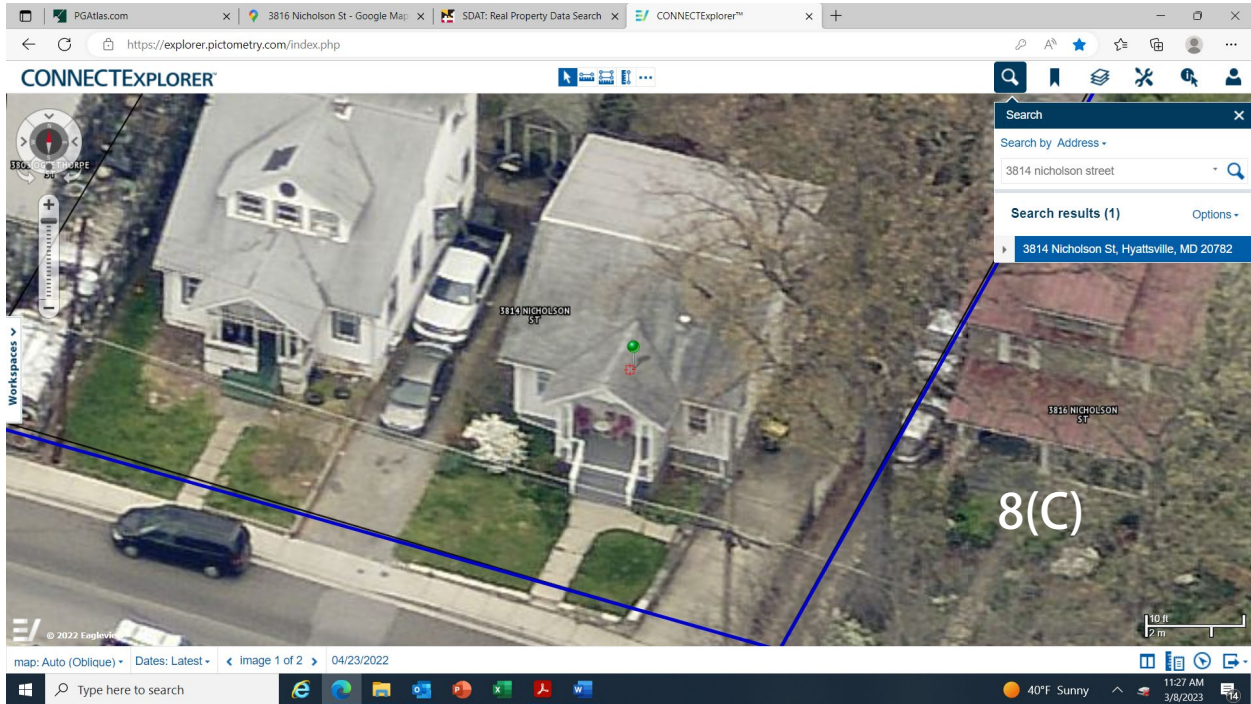 PGAtlas.com
3816 Nicholson St - Google Map
SDAT: Real Property Data Search
CONNECTExplorer™
https://explorer.pictometry.com/index.php
CONNECTEXPLORER™
Search
Search by Address
3814 nicholson street
Search results (1)
Options
3814 Nicholson St, Hyattsville, MD 20782
3814 NICHOLSON
ST
3816 NICHOLSON
ST
Workspaces
8(C)
10 ft
2 m
© 2022 Eagleview
map: Auto (Oblique) Dates: Latest image 1 of 2 04/23/2022
Type here to search
40°F Sunny
11:27 AM
3/8/2023
14